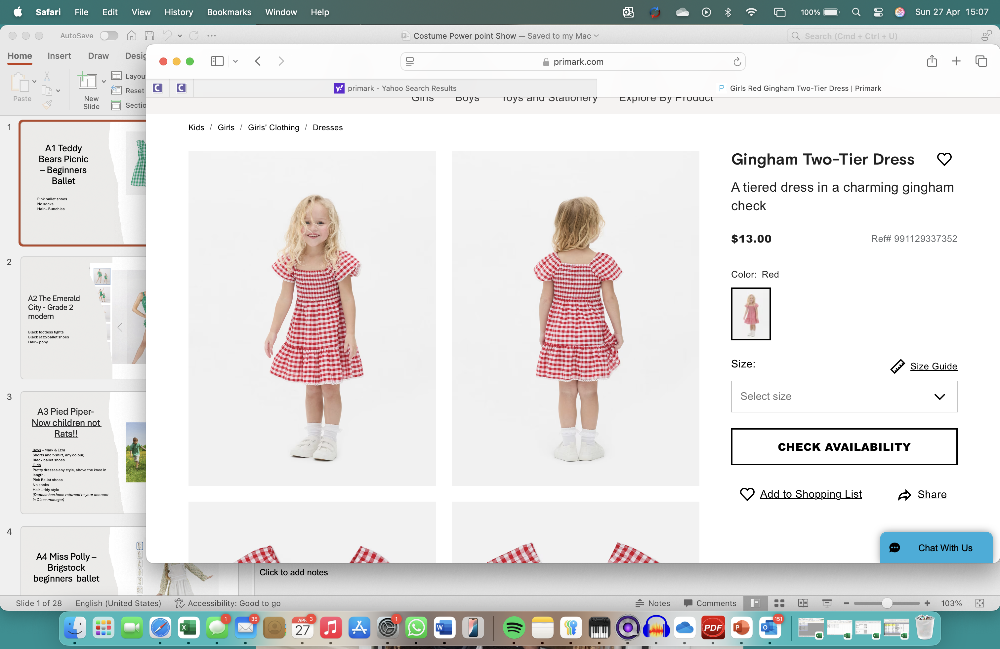 Safari File Edit View History Bookmarks Window Help 100% Sun 27 Apr 15:07
AutoSave Costume Power point Show — Saved to my Mac Search (Cmd + Ctrl + U)
Home Insert Draw
primark.com
Paste New Slide Reset
primark - Yahoo Search Results
Girls Red Gingham Two-Tier Dress | Primark
Girls Boys Toys and Stationery Explore By Product
Kids / Girls / Girls' Clothing / Dresses
1
A1 Teddy
Bears Picnic
– Beginners
Ballet
Pink ballet shoes
No socks
Hair – Bunchies
2
A2 The Emerald
City - Grade 2
modern
Black footless tights
Black Jazz/ballet shoes
Hair – pony
3
A3 Pied Piper-
Now children not
Rats!!
Boys – Mark & Ezra
Shorts and t-shirt, any colour,
Black ballet shoes
Girls
Pretty dresses any style, above the knee in
length.
Pink Ballet shoes
No socks
Hair – tidy style
(Deposit has been returned to your account
in Class manager)
4
A4 Miss Polly –
Brigstock
beginners ballet
Gingham Two-Tier Dress
A tiered dress in a charming gingham
check
$13.00 Ref# 991129337352
Color: Red
Size: Size Guide
Select size
CHECK AVAILABILITY
Add to Shopping List Share
Chat With Us
Click to add notes
Slide 1 of 28 English (United States) Accessibility: Good to go Notes Comments 103%
1 35 APR 3 27 1 PDF 151